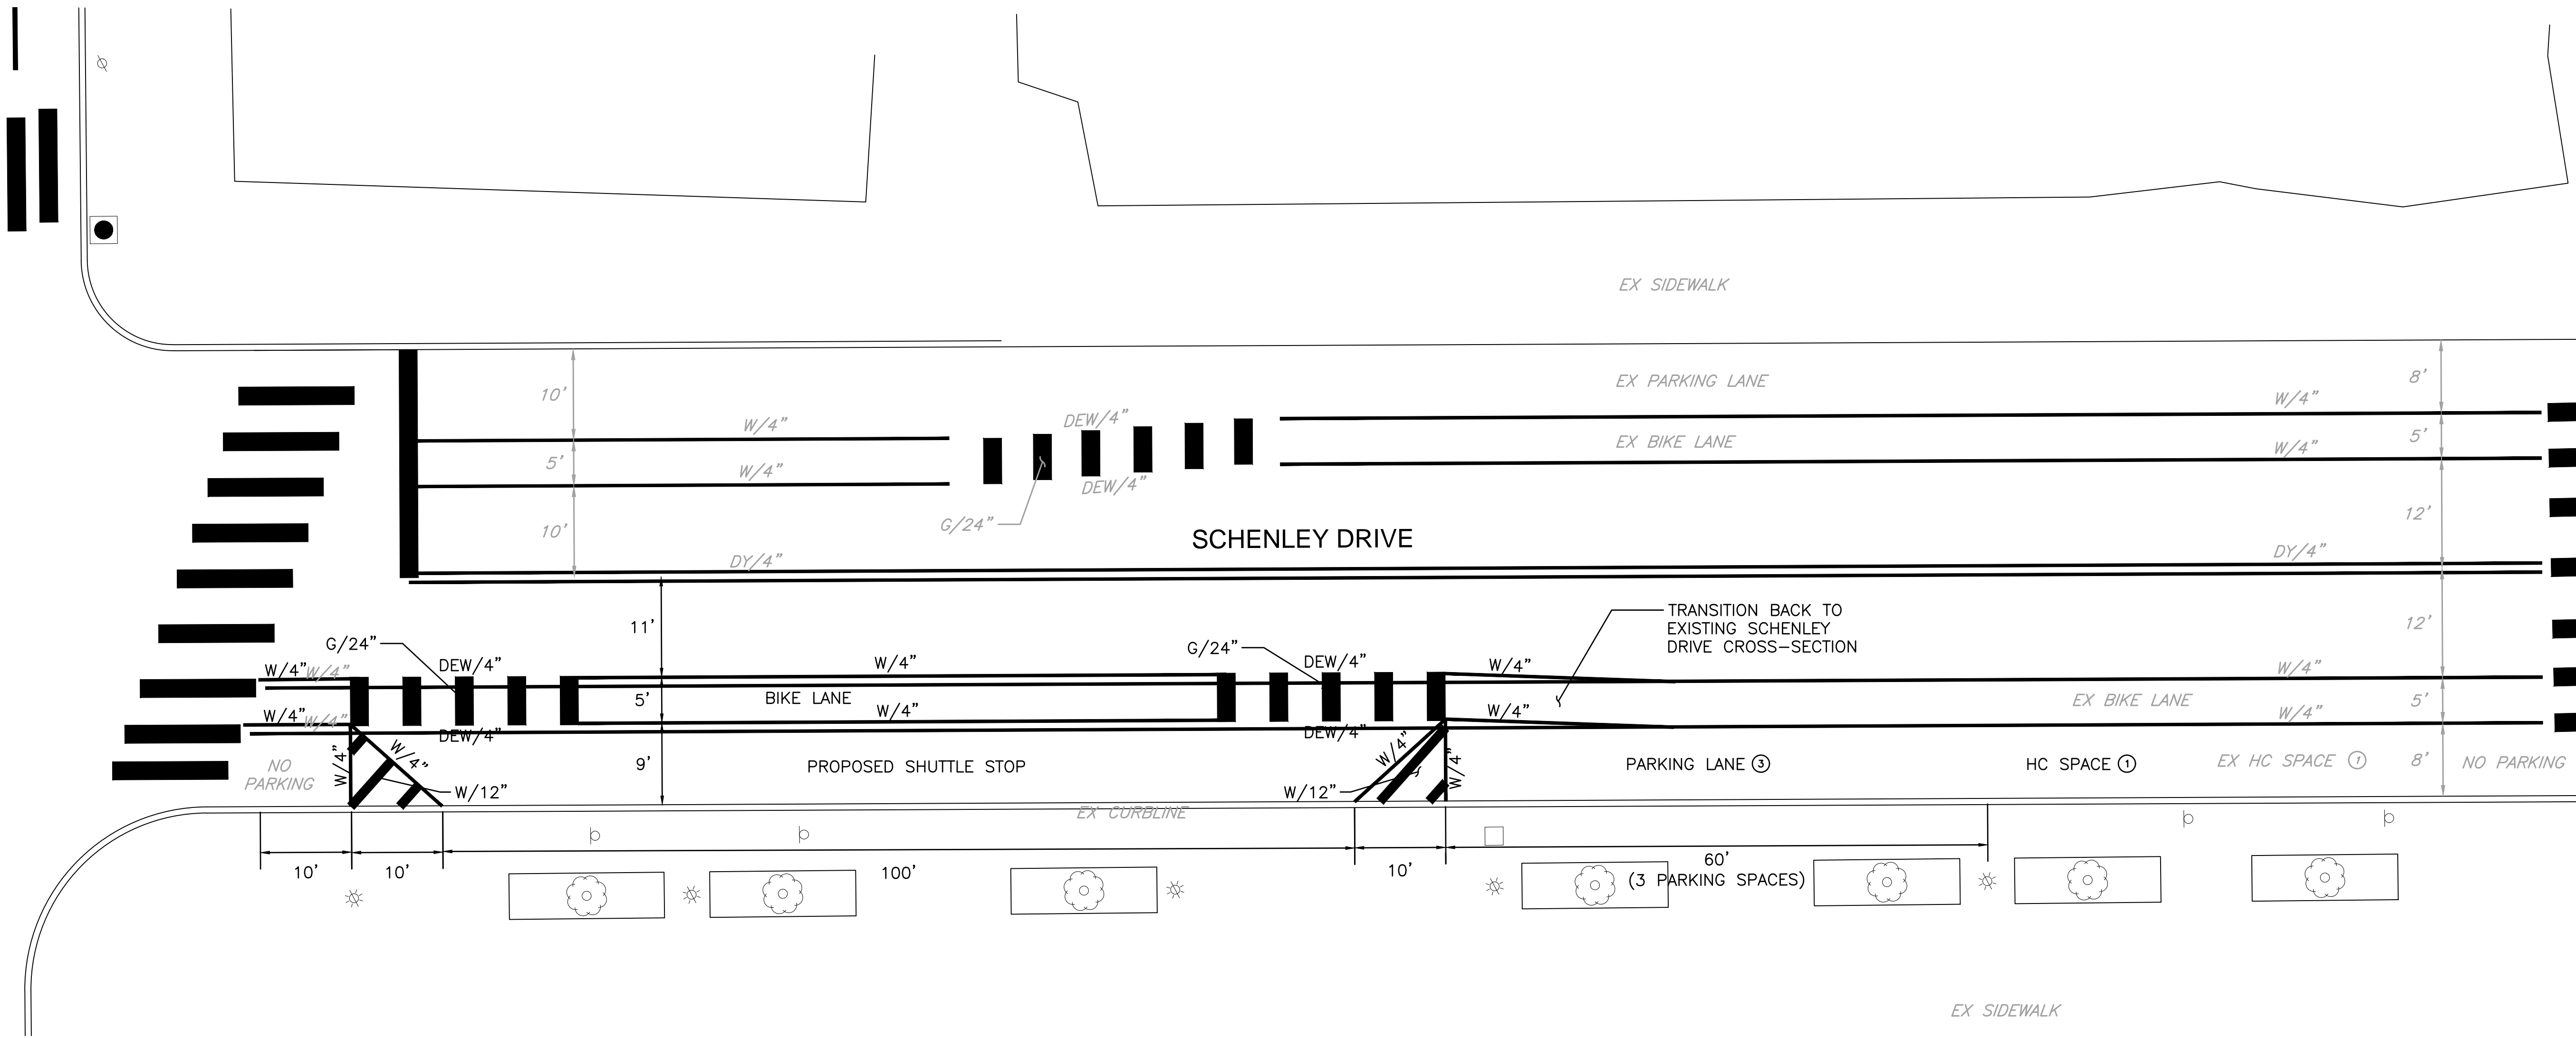 EX SIDEWALK
EX PARKING LANE
10'
W/4"
DEW/4"
W/4"
8'
EX BIKE LANE
5'
W/4"
W/4"
5'
DEW/4"
G/24"
10'
SCHENLEY DRIVE
12'
DY/4"
DY/4"
11'
TRANSITION BACK TO
EXISTING SCHENLEY
DRIVE CROSS-SECTION
12'
G/24"
G/24"
W/4"
W/4"
DEW/4"
W/4"
DEW/4"
W/4"
W/4"
5'
BIKE LANE
EX BIKE LANE
5'
W/4"
W/4"
W/4"
W/4"
W/4"
DEW/4"
DEW/4"
NO
PARKING
W/4"
W/4"
9'
PROPOSED SHUTTLE STOP
W/4"
W/4"
PARKING LANE 3
HC SPACE 1
EX HC SPACE 1
8'
NO PARKING
W/12"
W/12"
EX CURBLINE
10'
10'
100'
10'
60'
(3 PARKING SPACES)
EX SIDEWALK